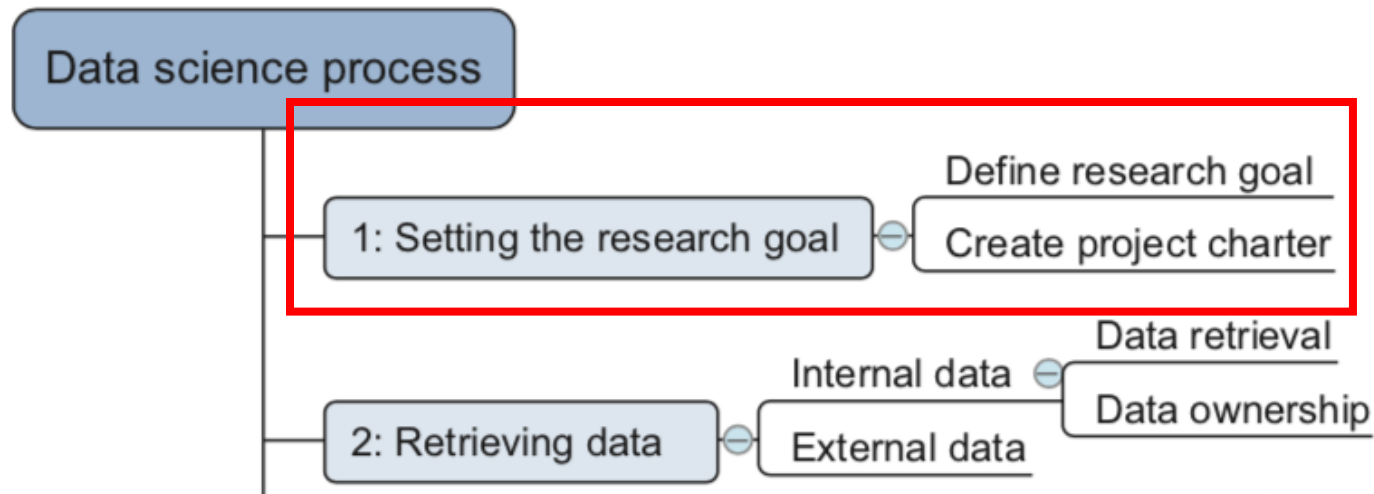 Data science process
1: Setting the research goal
Define research goal
Create project charter
2: Retrieving data
Internal data
Data retrieval
Data ownership
External data